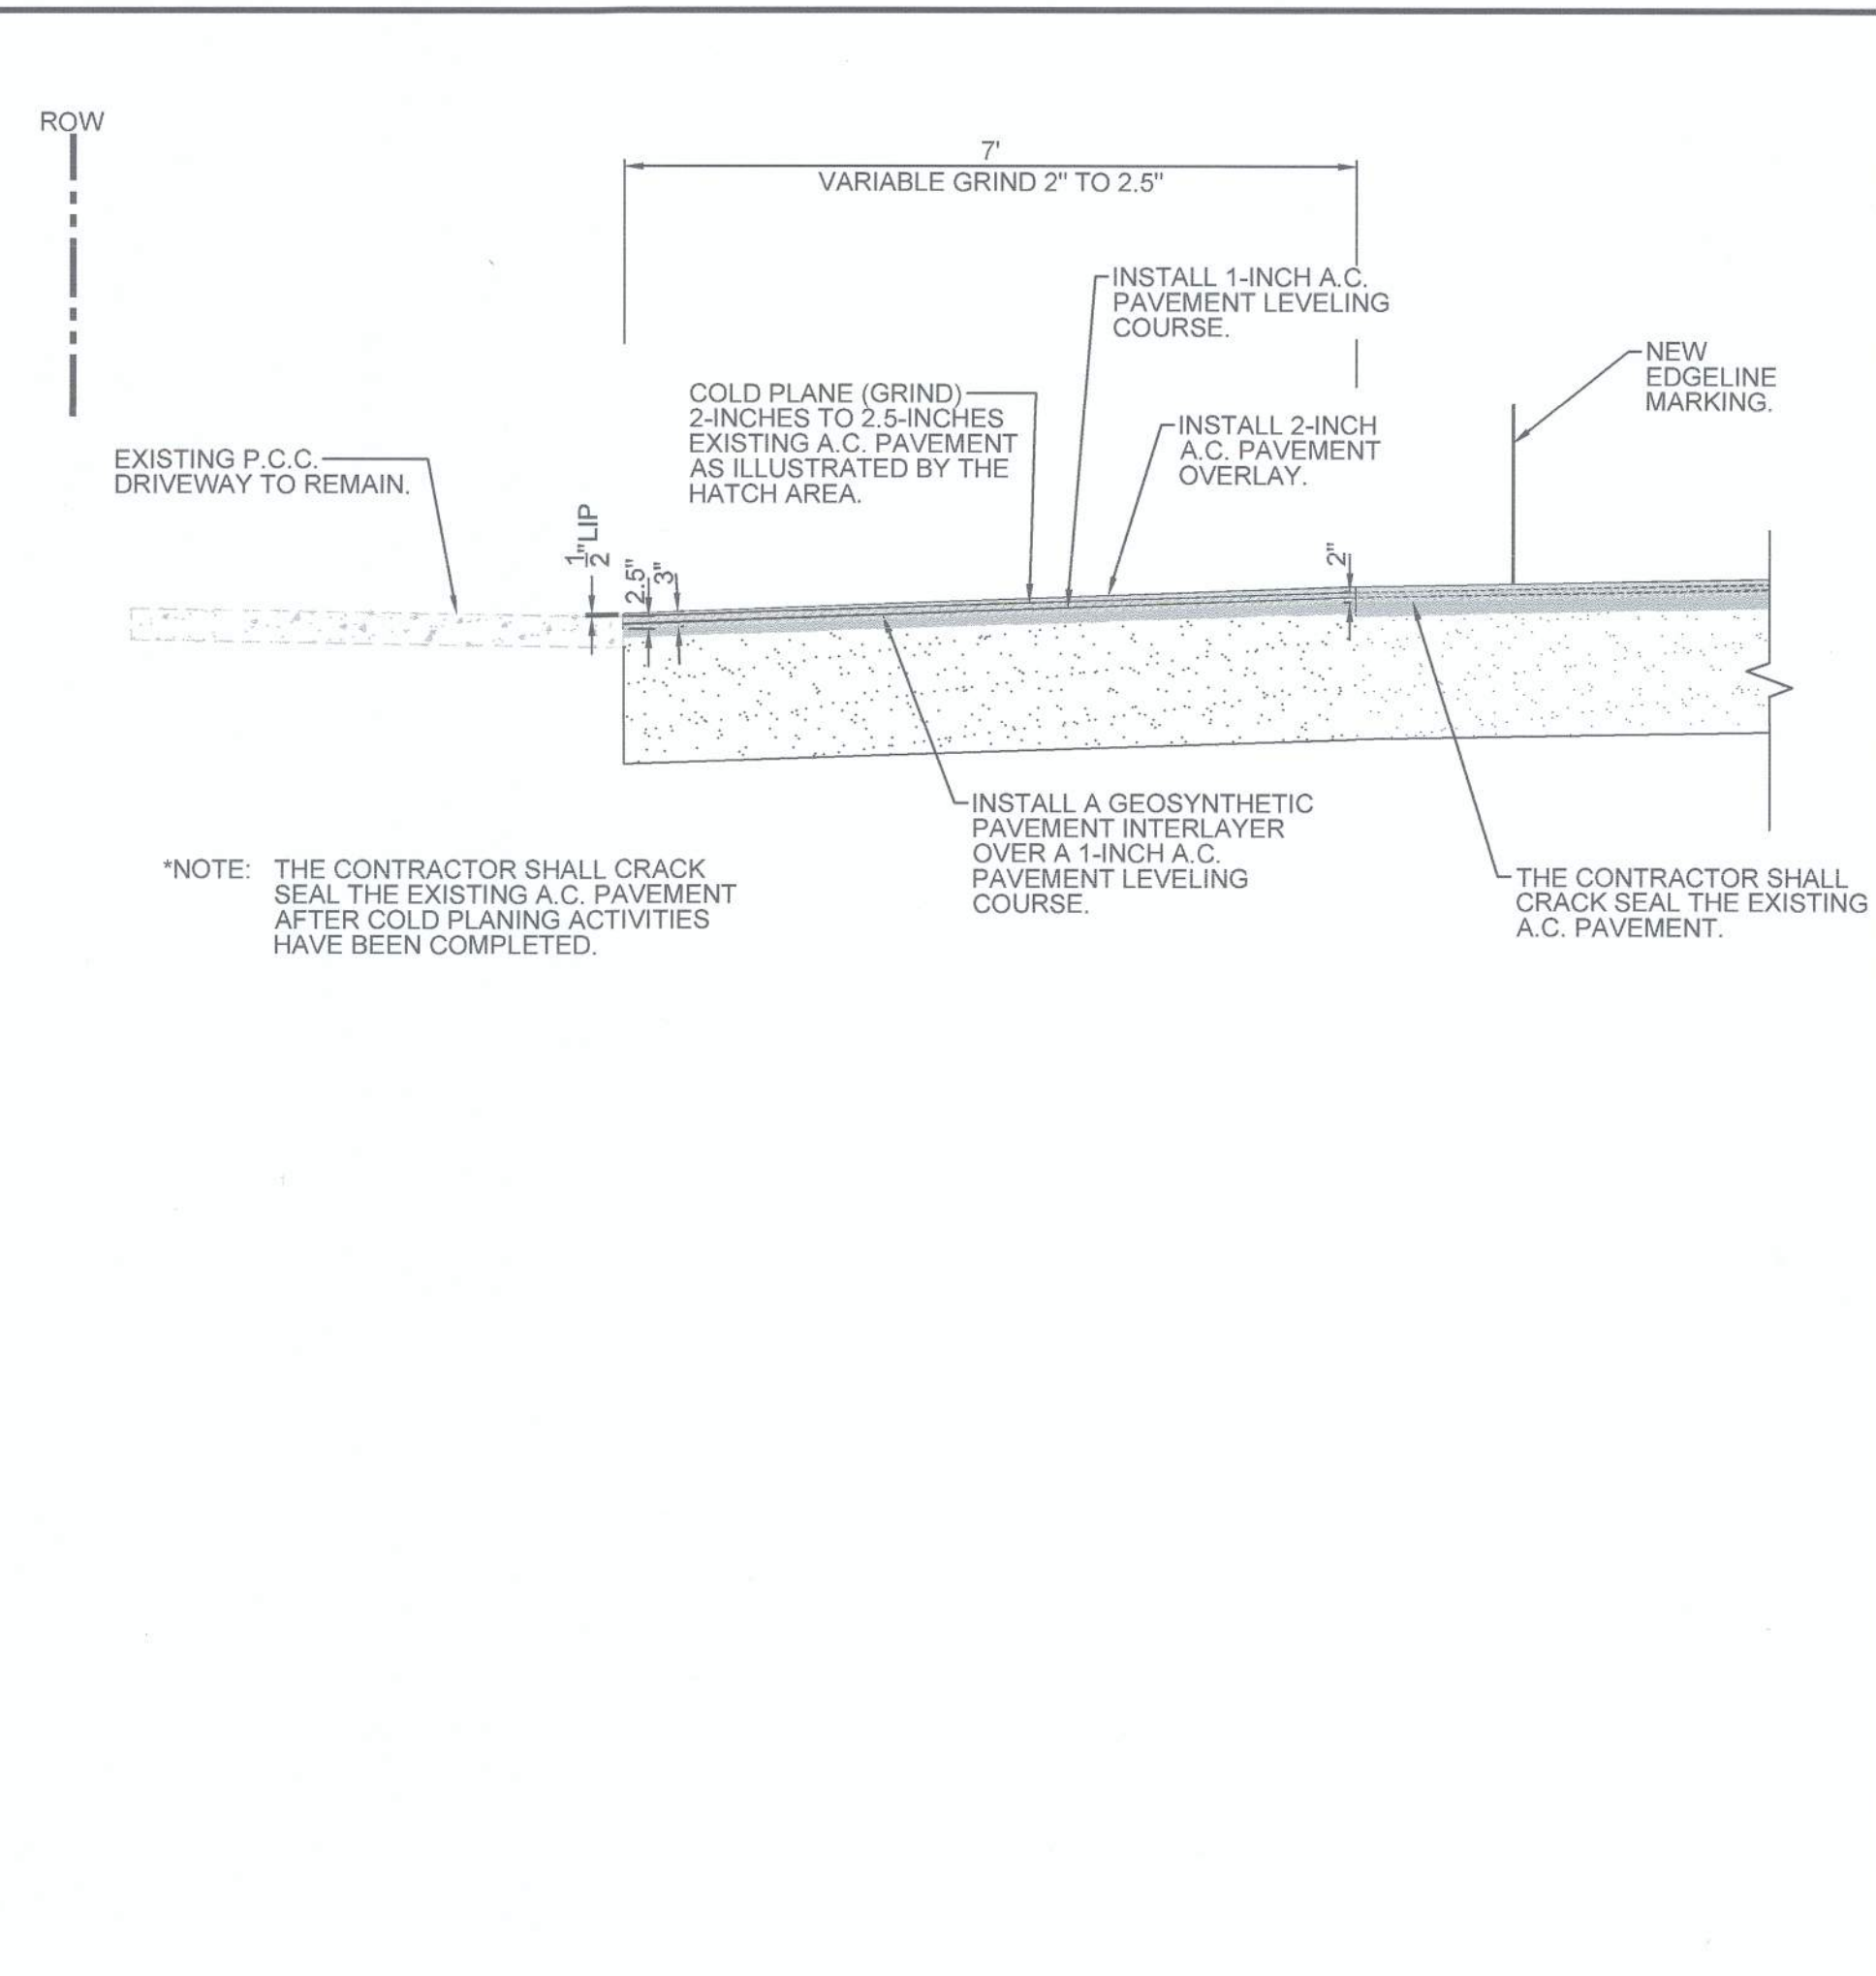 ROW
7'
VARIABLE GRIND 2" TO 2.5"
INSTALL 1-INCH A.C.
PAVEMENT LEVELING
COURSE.
NEW
EDGELINE
MARKING.
COLD PLANE (GRIND)
2-INCHES TO 2.5-INCHES
EXISTING A.C. PAVEMENT
AS ILLUSTRATED BY THE
HATCH AREA.
INSTALL 2-INCH
A.C. PAVEMENT
OVERLAY.
EXISTING P.C.C.
DRIVEWAY TO REMAIN.
1/2"LIP
2.5"
3"
2"
INSTALL A GEOSYNTHETIC
PAVEMENT INTERLAYER
OVER A 1-INCH A.C.
PAVEMENT LEVELING
COURSE.
*NOTE: THE CONTRACTOR SHALL CRACK
SEAL THE EXISTING A.C. PAVEMENT
AFTER COLD PLANING ACTIVITIES
HAVE BEEN COMPLETED.
THE CONTRACTOR SHALL
CRACK SEAL THE EXISTING
A.C. PAVEMENT.